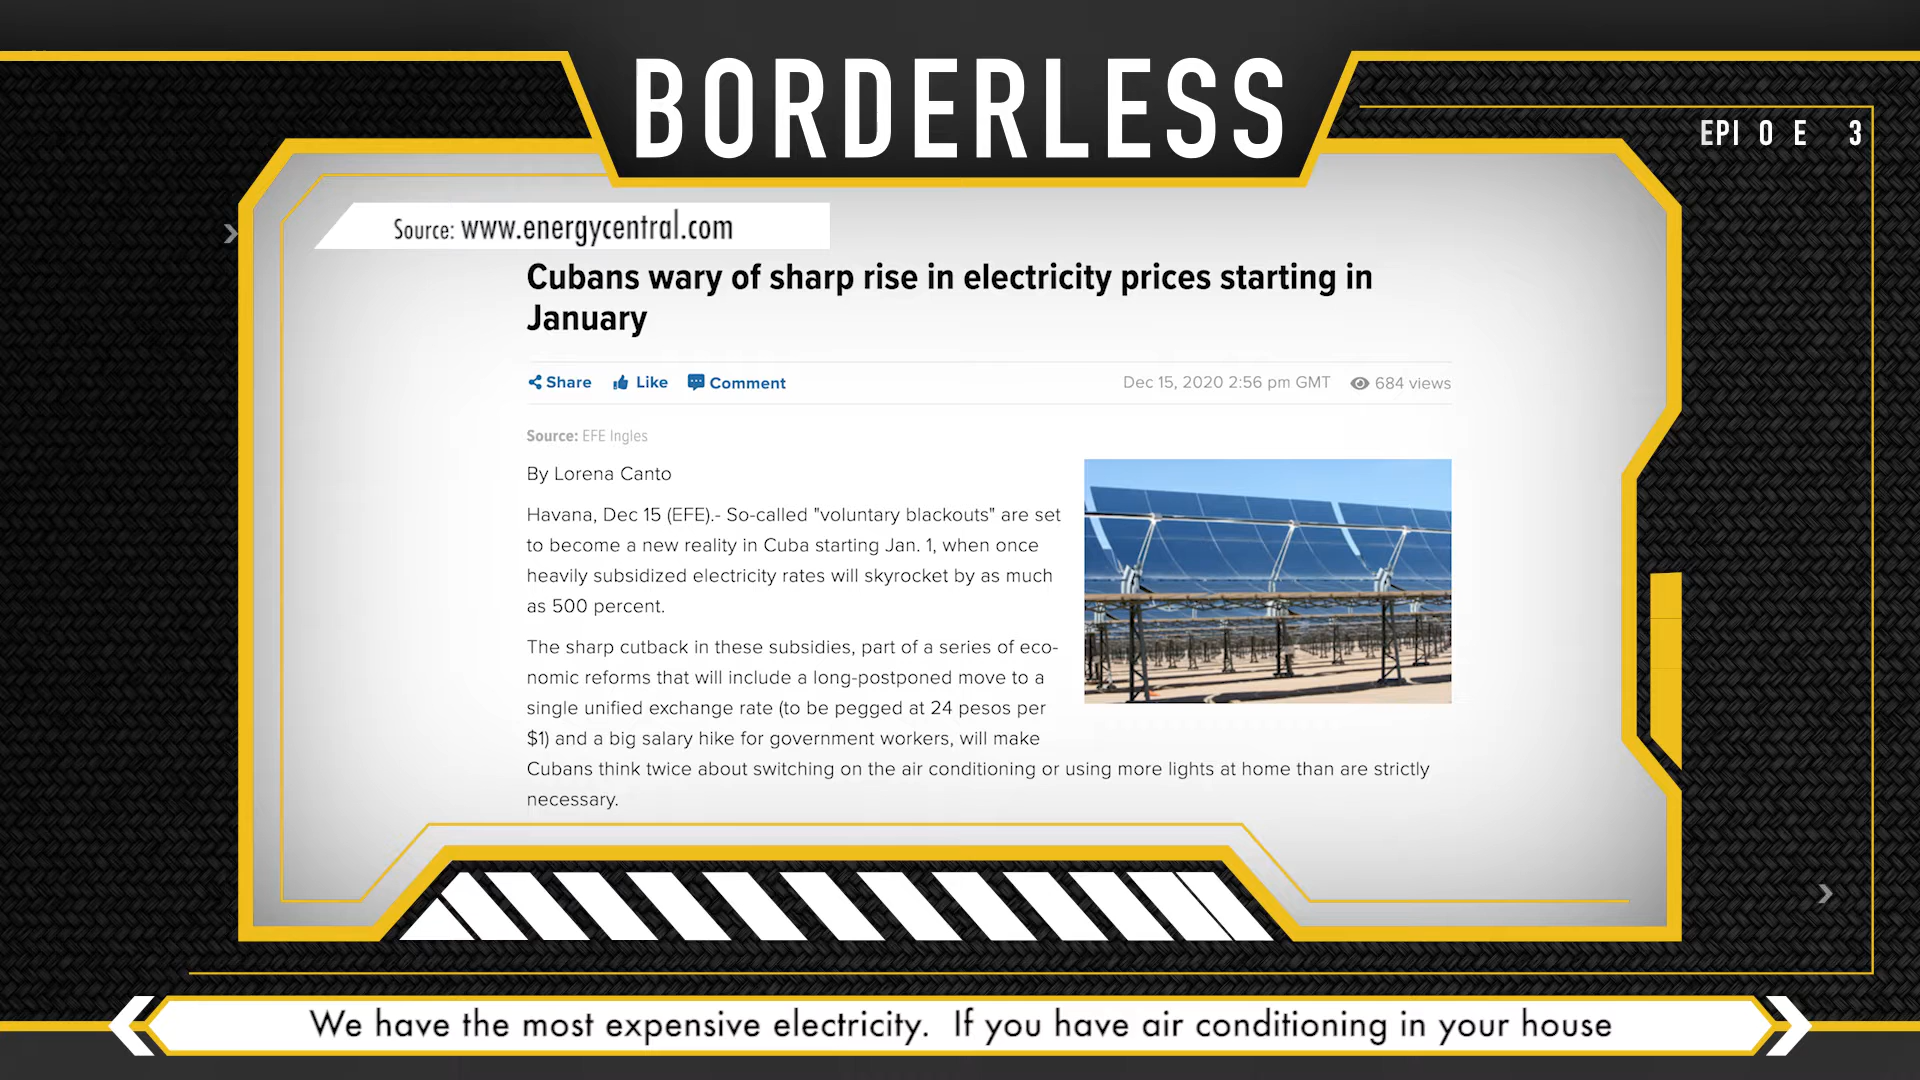 BORDERLESS
EPI O E 3
Source: www.energycentral.com
Cubans wary of sharp rise in electricity prices starting in
January
Share Like Comment Dec 15, 2020 2:56 pm GMT 684 views
Source: EFE Ingles
By Lorena Canto
Havana, Dec 15 (EFE).- So-called "voluntary blackouts" are set
to become a new reality in Cuba starting Jan. 1, when once
heavily subsidized electricity rates will skyrocket by as much
as 500 percent.
The sharp cutback in these subsidies, part of a series of eco-
nomic reforms that will include a long-postponed move to a
single unified exchange rate (to be pegged at 24 pesos per
$1) and a big salary hike for government workers, will make
Cubans think twice about switching on the air conditioning or using more lights at home than are strictly
necessary.
We have the most expensive electricity. If you have air conditioning in your house